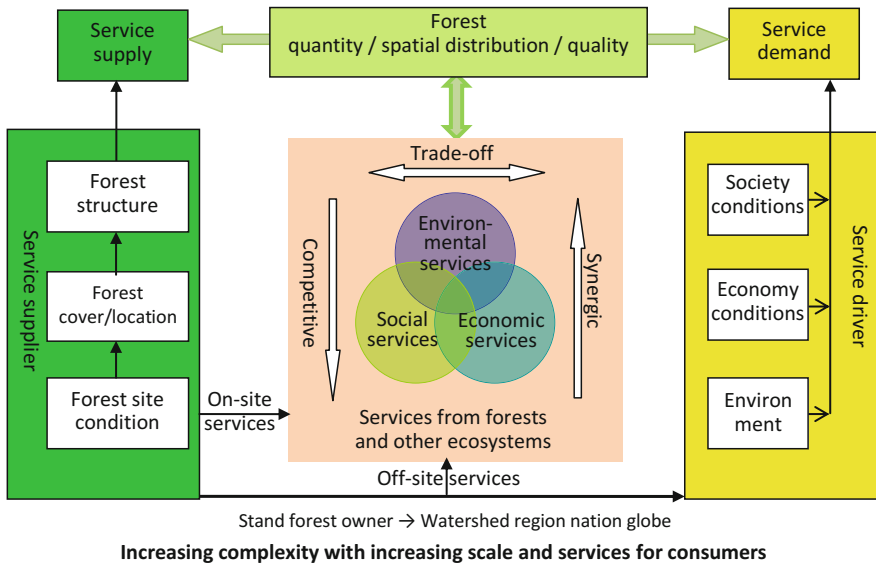 Service
supply
Forest
quantity / spatial distribution / quality
Service
demand
Service supplier
Forest
structure
Forest
cover/location
Forest site
condition
On-site
services
Trade-off
Competitive
Synergic
Environ-
mental
services
Social
services
Economic
services
Services from forests
and other ecosystems
Off-site services
Society
conditions
Economy
conditions
Environ
ment
Service driver
Stand forest owner → Watershed region nation globe
Increasing complexity with increasing scale and services for consumers